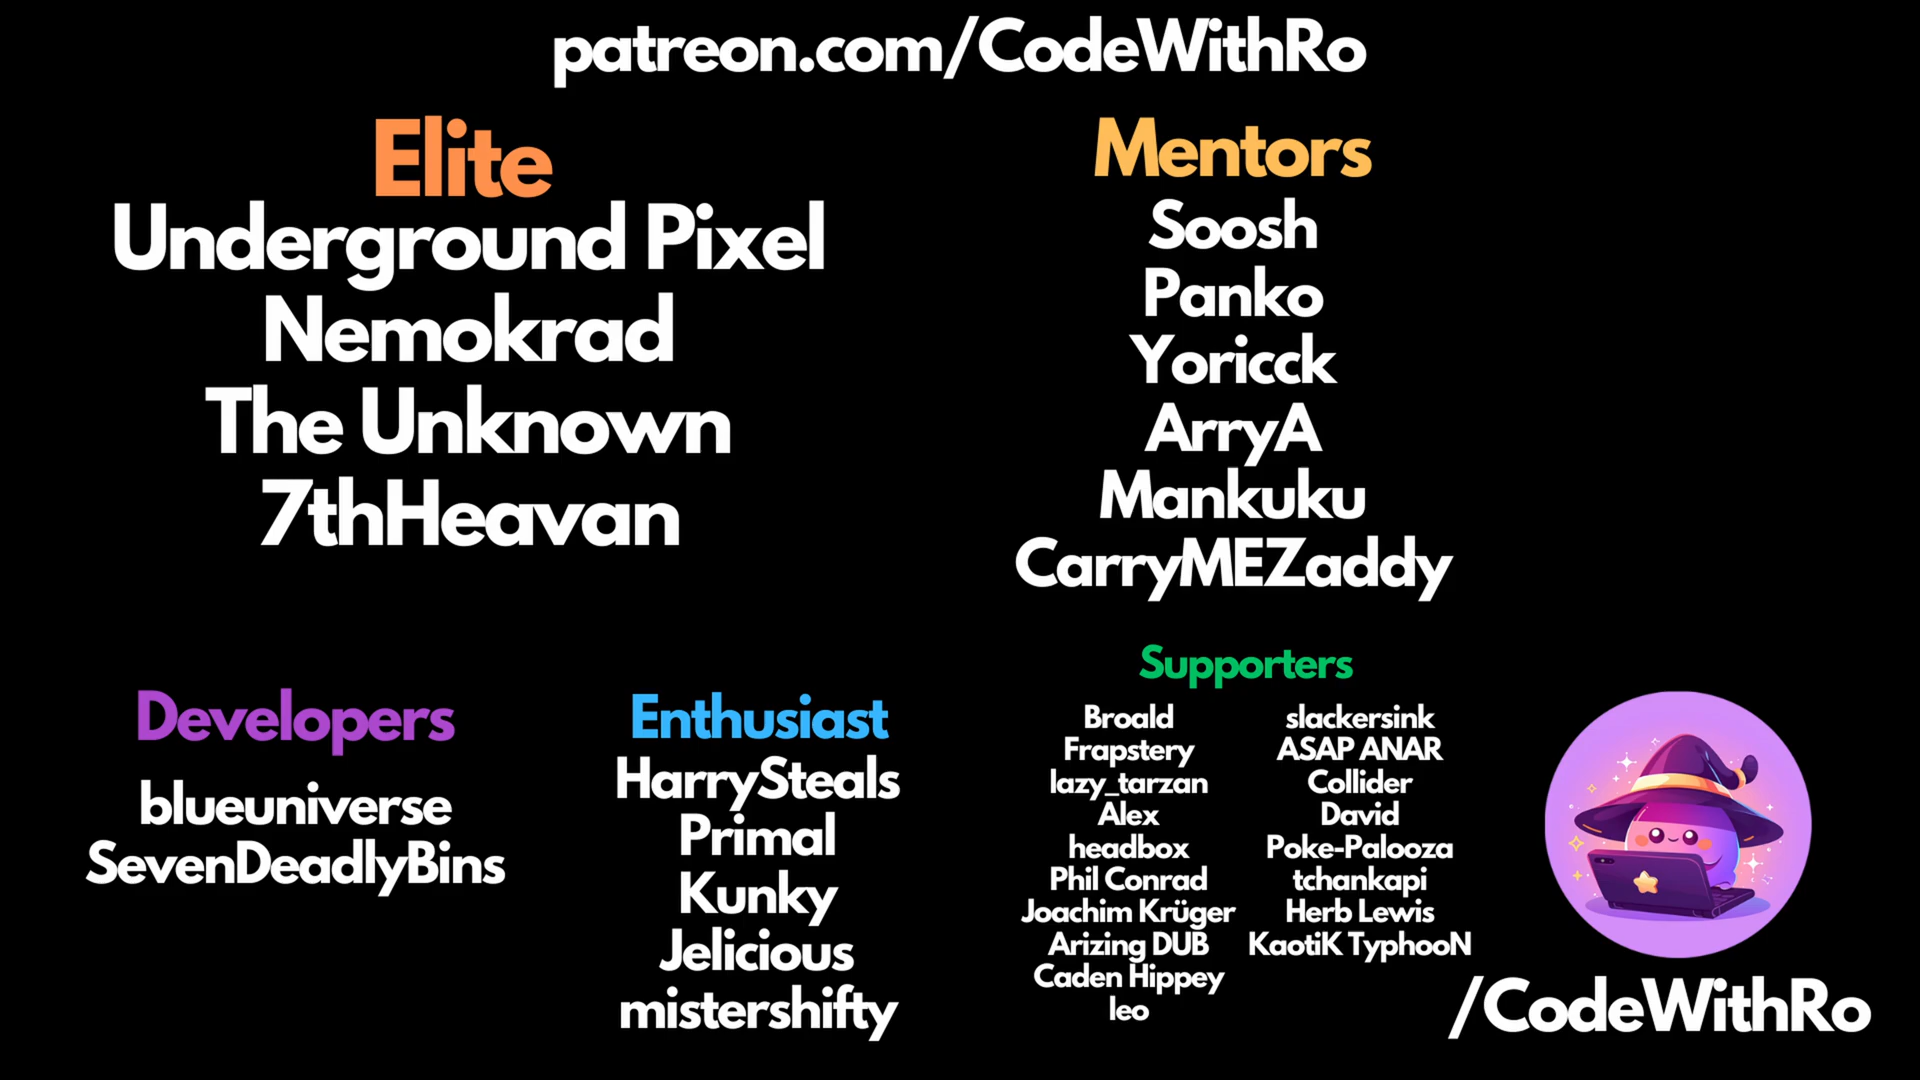 patreon.com/CodeWithRo
Elite
Underground Pixel
Nemokrad
The Unknown
7thHeavan
Mentors
Soosh
Panko
Yoricck
ArryA
Mankuku
CarryMEZaddy
Developers
blueuniverse
SevenDeadlyBins
Enthusiast
HarrySteals
Primal
Kunky
Jelicious
mistershifty
Supporters
Broald
Frapstery
lazy_tarzan
Alex
headbox
Phil Conrad
Joachim Krüger
Arizing DUB
Caden Hippey
leo
slackersink
ASAP ANAR
Collider
David
Poke-Palooza
tchankapi
Herb Lewis
KaotiK TyphooN
/CodeWithRo